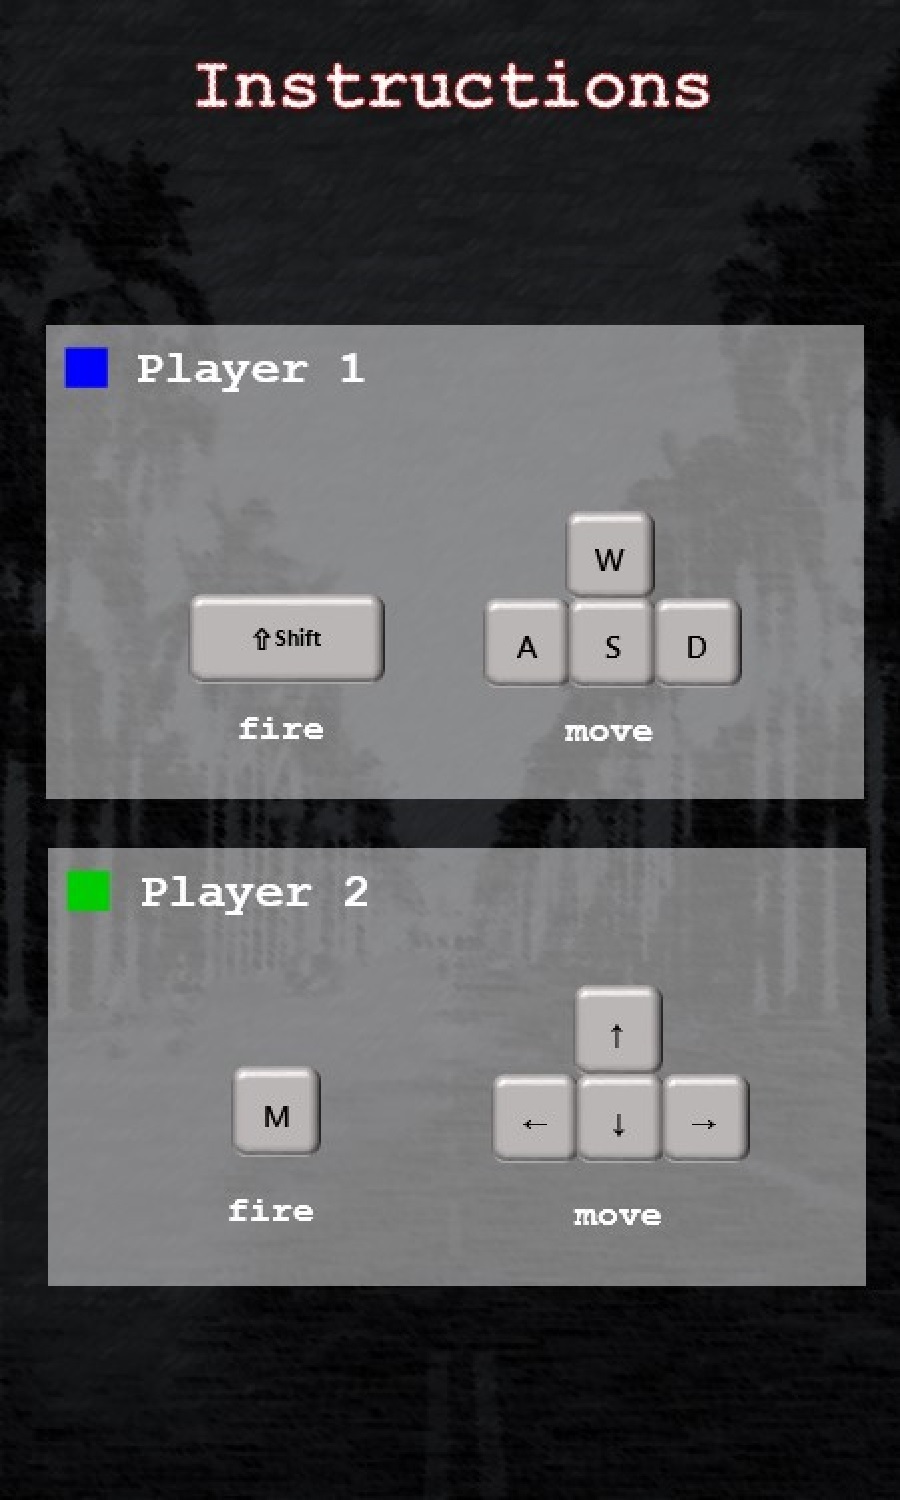 Instructions
Player 1
W
⇧ Shift
A S D
fire
move
Player 2
↑
M
← ↓ →
fire
move